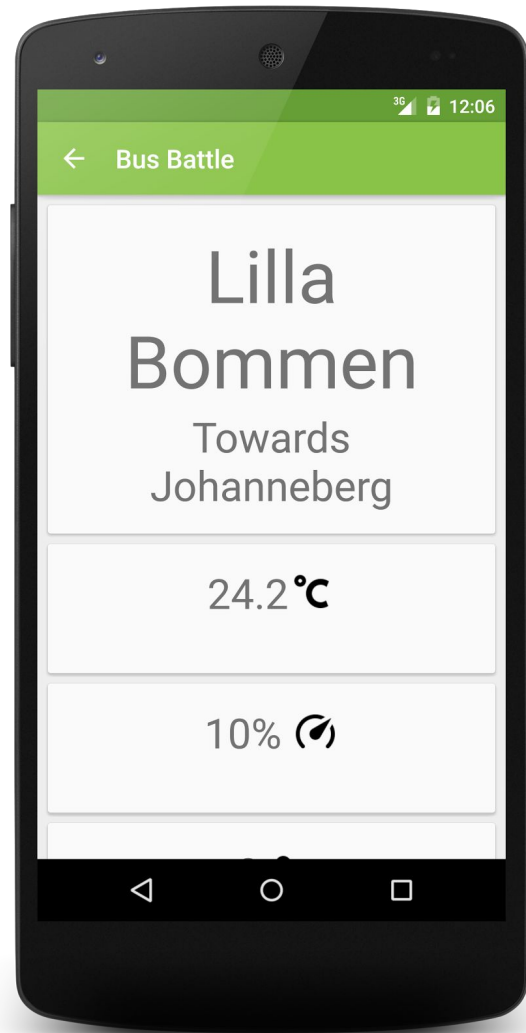 3G 12:06
Bus Battle
Lilla
Bommen
Towards
Johanneberg
24.2°C
10%